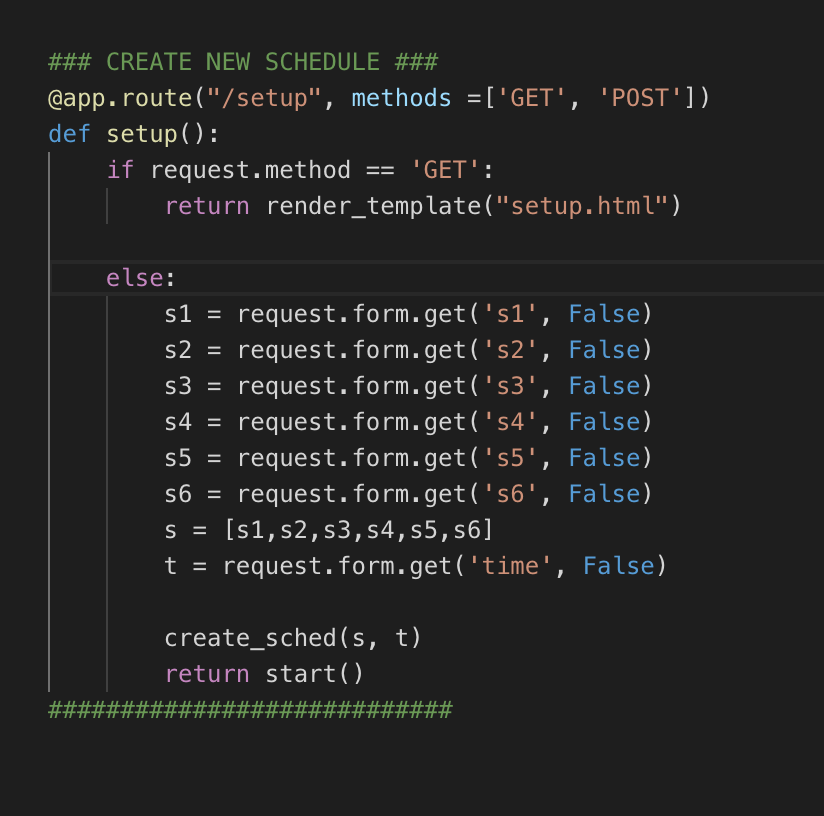 ### CREATE NEW SCHEDULE ###
@app.route("/setup", methods =['GET', 'POST'])
def setup():
    if request.method == 'GET':
        return render_template("setup.html")

    else:
        s1 = request.form.get('s1', False)
        s2 = request.form.get('s2', False)
        s3 = request.form.get('s3', False)
        s4 = request.form.get('s4', False)
        s5 = request.form.get('s5', False)
        s6 = request.form.get('s6', False)
        s = [s1,s2,s3,s4,s5,s6]
        t = request.form.get('time', False)

        create_sched(s, t)
        return start()
############################